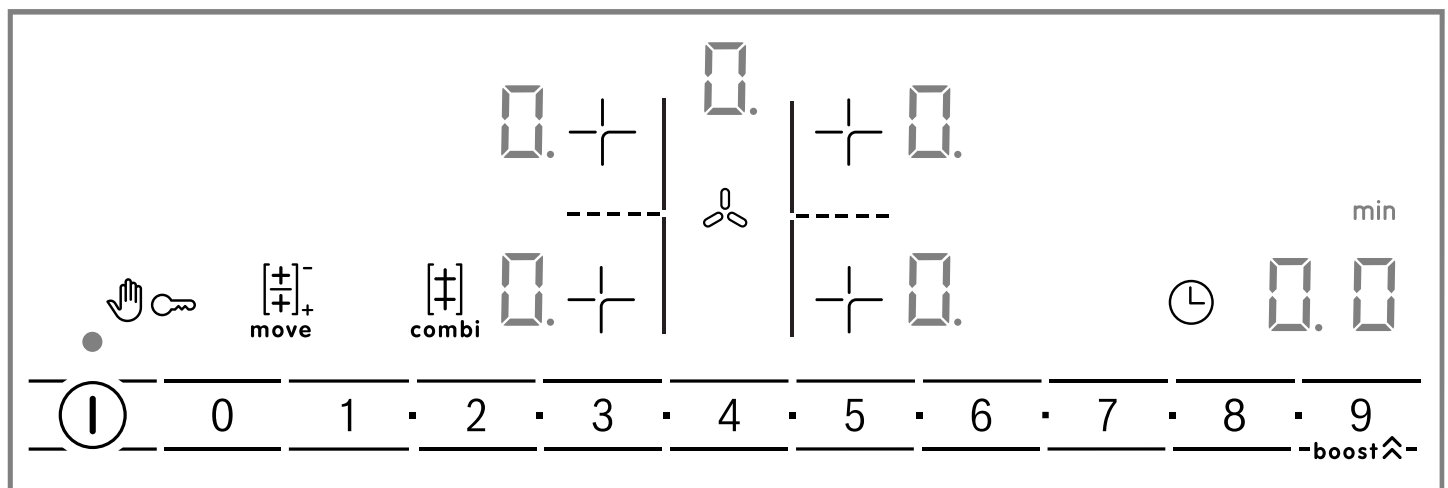 0.
0. 0.
min
0. 0. 0. 0
move combi
0 1 · 2 · 3 · 4 · 5 · 6 · 7 · 8 · 9
boost